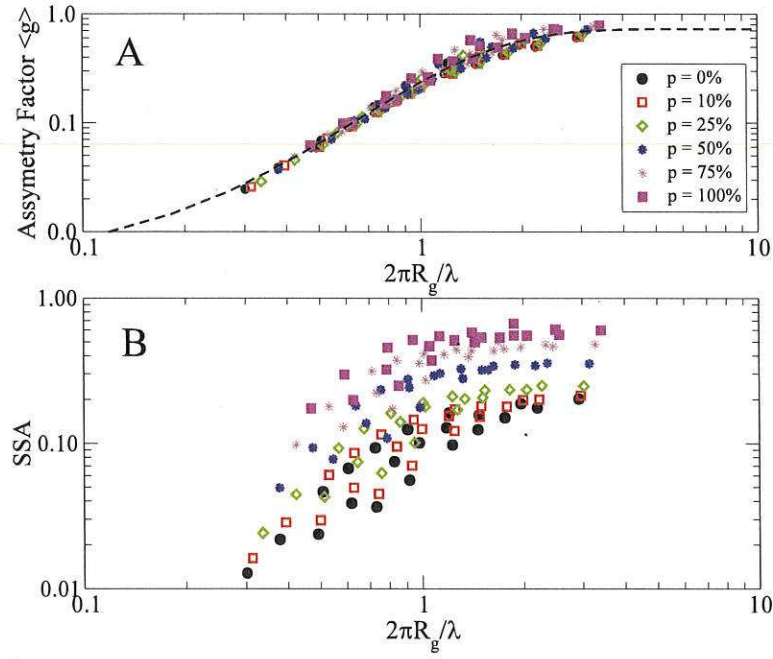 1.0
A
Assymetry Factor <g>
0.1
p = 0%
p = 10%
p = 25%
p = 50%
p = 75%
p = 100%
0.0
0.1
1
10
2πR_g/λ
1.00
B
SSA
0.10
0.01
0.1
1
10
2πR_g/λ